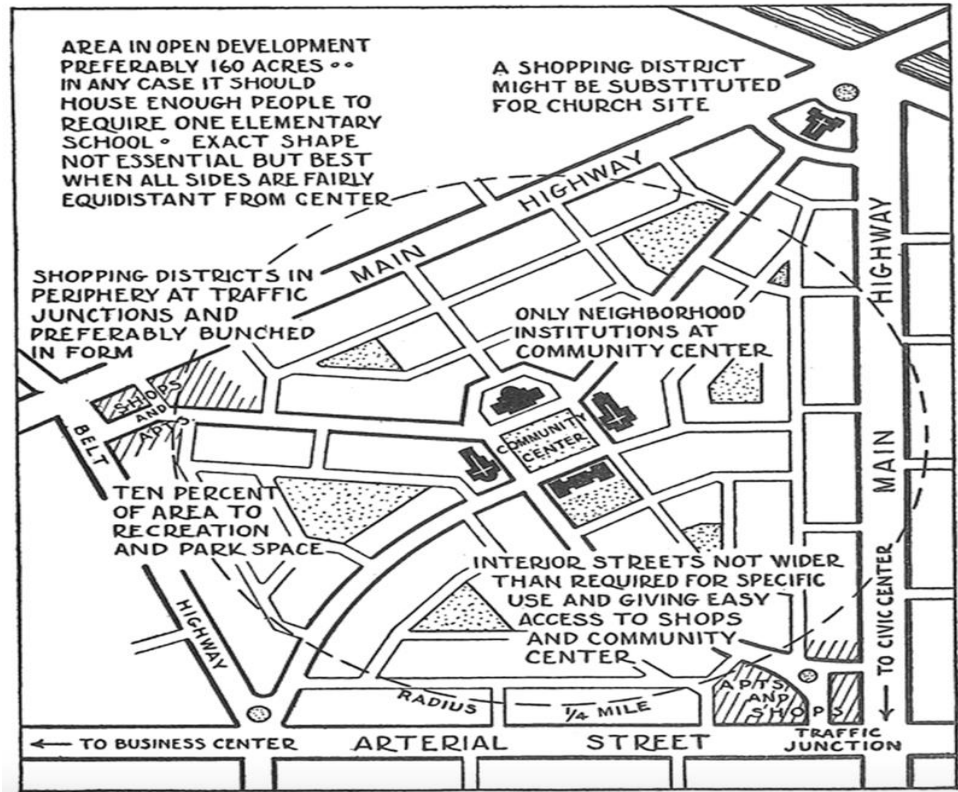 AREA IN OPEN DEVELOPMENT
PREFERABLY 160 ACRES • •
IN ANY CASE IT SHOULD
HOUSE ENOUGH PEOPLE TO
REQUIRE ONE ELEMENTARY
SCHOOL • EXACT SHAPE
NOT ESSENTIAL BUT BEST
WHEN ALL SIDES ARE FAIRLY
EQUIDISTANT FROM CENTER
A SHOPPING DISTRICT
MIGHT BE SUBSTITUTED
FOR CHURCH SITE
MAIN HIGHWAY
HIGHWAY
MAIN
SHOPPING DISTRICTS IN
PERIPHERY AT TRAFFIC
JUNCTIONS AND
PREFERABLY BUNCHED
IN FORM
ONLY NEIGHBORHOOD
INSTITUTIONS AT
COMMUNITY CENTER
SHOPS
AND
APTS
BELT
HIGHWAY
COMMUNITY
CENTER
TEN PERCENT
OF AREA TO
RECREATION
AND PARK SPACE
INTERIOR STREETS NOT WIDER
THAN REQUIRED FOR SPECIFIC
USE AND GIVING EASY
ACCESS TO SHOPS
AND COMMUNITY
CENTER
TO CIVIC CENTER
APTS
AND
SHOPS
RADIUS 1/4 MILE
TRAFFIC
JUNCTION
← TO BUSINESS CENTER
ARTERIAL STREET